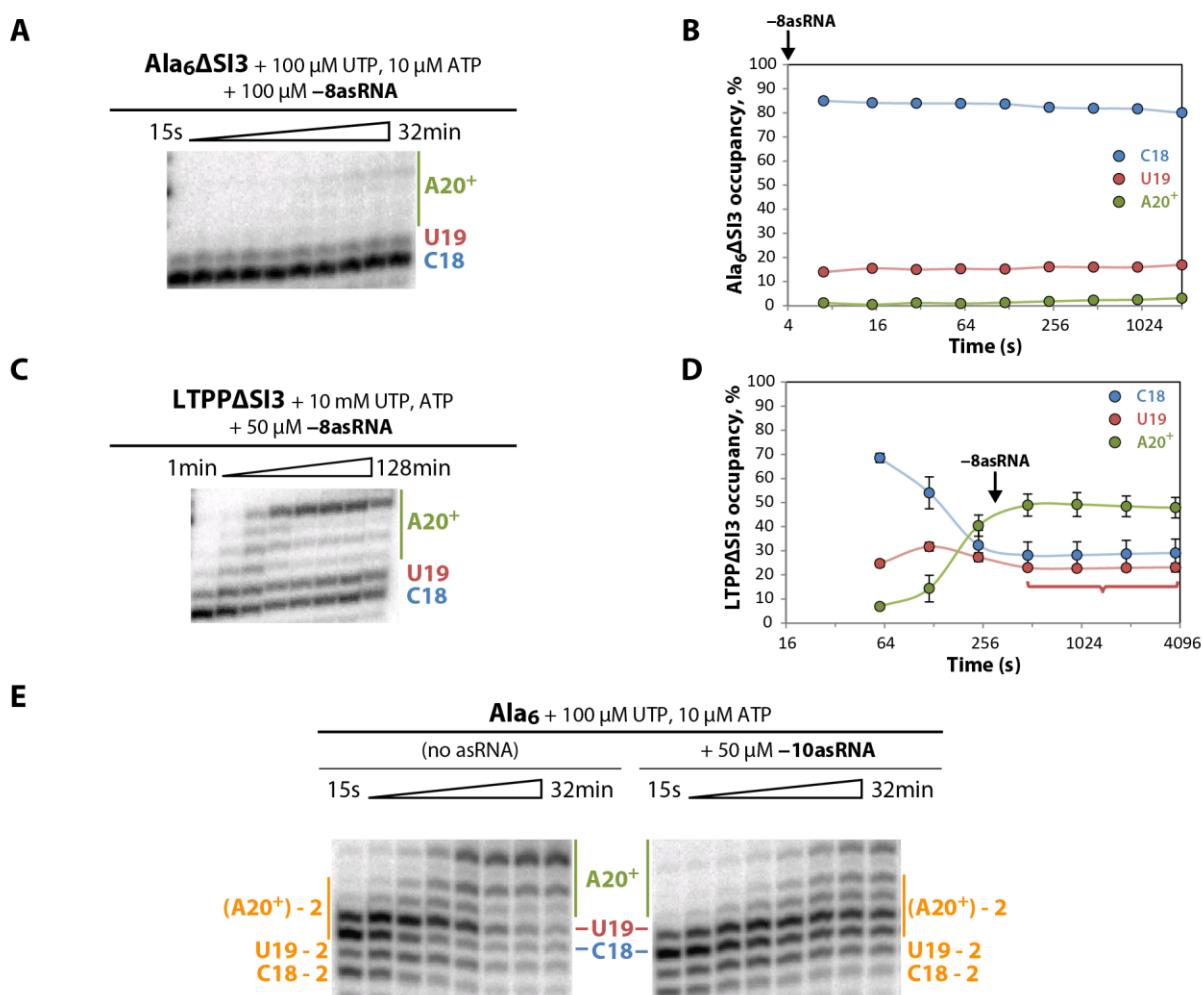 A
Ala₆ΔSI3 + 100 µM UTP, 10 µM ATP
+ 100 µM −8asRNA
15s 32min
A20⁺
U19
C18
B
−8asRNA
Ala₆ΔSI3 occupancy, %
100
90
80
70
60
50
40
30
20
10
0
C18
U19
A20⁺
4 16 64 256 1024
Time (s)
C
LTPPΔSI3 + 10 mM UTP, ATP
+ 50 µM −8asRNA
1min 128min
A20⁺
U19
C18
D
LTPPΔSI3 occupancy, %
100
90
80
70
60
50
40
30
20
10
0
C18
U19
A20⁺
−8asRNA
16 64 256 1024 4096
Time (s)
E
Ala₆ + 100 µM UTP, 10 µM ATP
(no asRNA) + 50 µM −10asRNA
15s 32min 15s 32min
A20⁺
(A20⁺) - 2 (A20⁺) - 2
–U19–
U19 - 2 –C18– U19 - 2
C18 - 2 C18 - 2